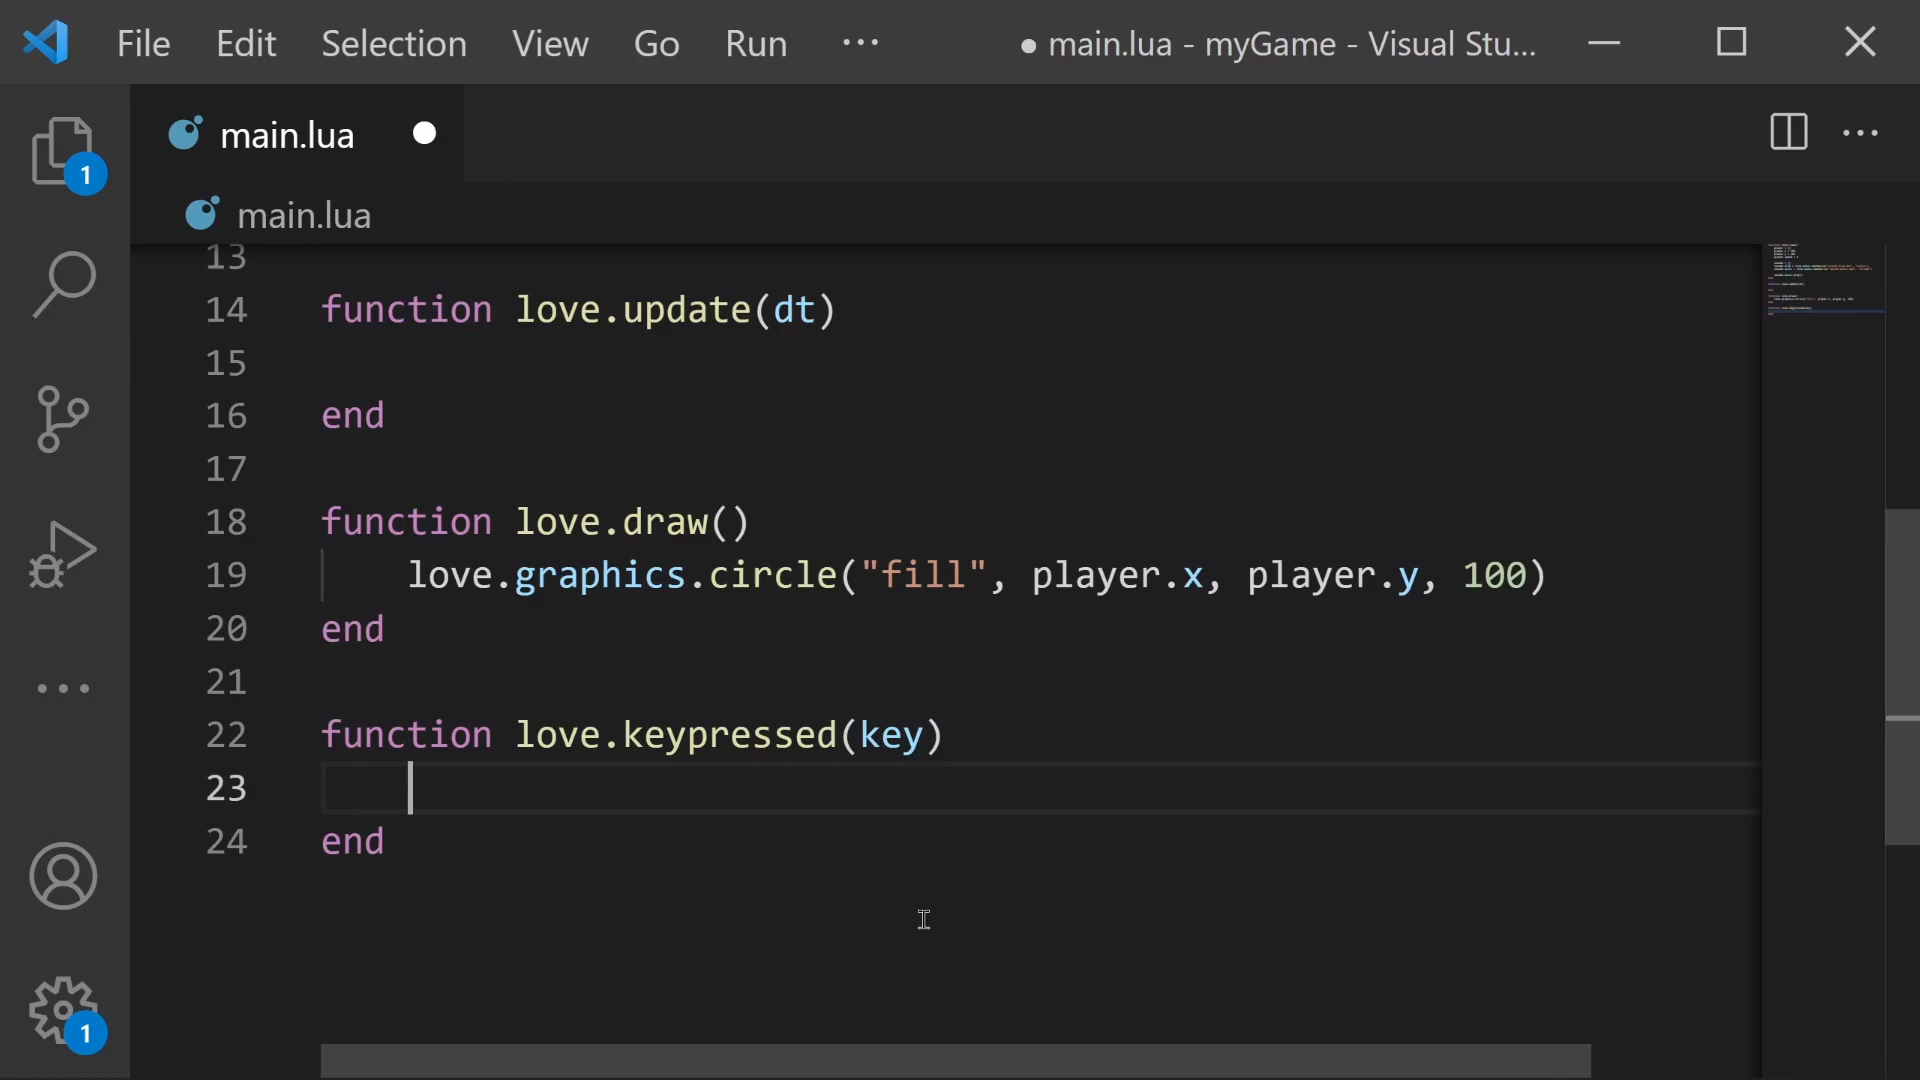 File Edit Selection View Go Run ··· ● main.lua - myGame - Visual Stu...
main.lua
1
main.lua
13
14 function love.update(dt)
15
16 end
17
18 function love.draw()
19 love.graphics.circle("fill", player.x, player.y, 100)
20 end
21
22 function love.keypressed(key)
23
24 end
1